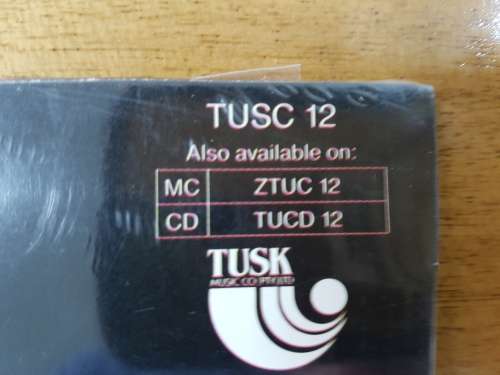 TUSC 12
Also available on:
MC ZTUC 12
CD TUCD 12
TUSK
MUSIC CO (PTY) LTD